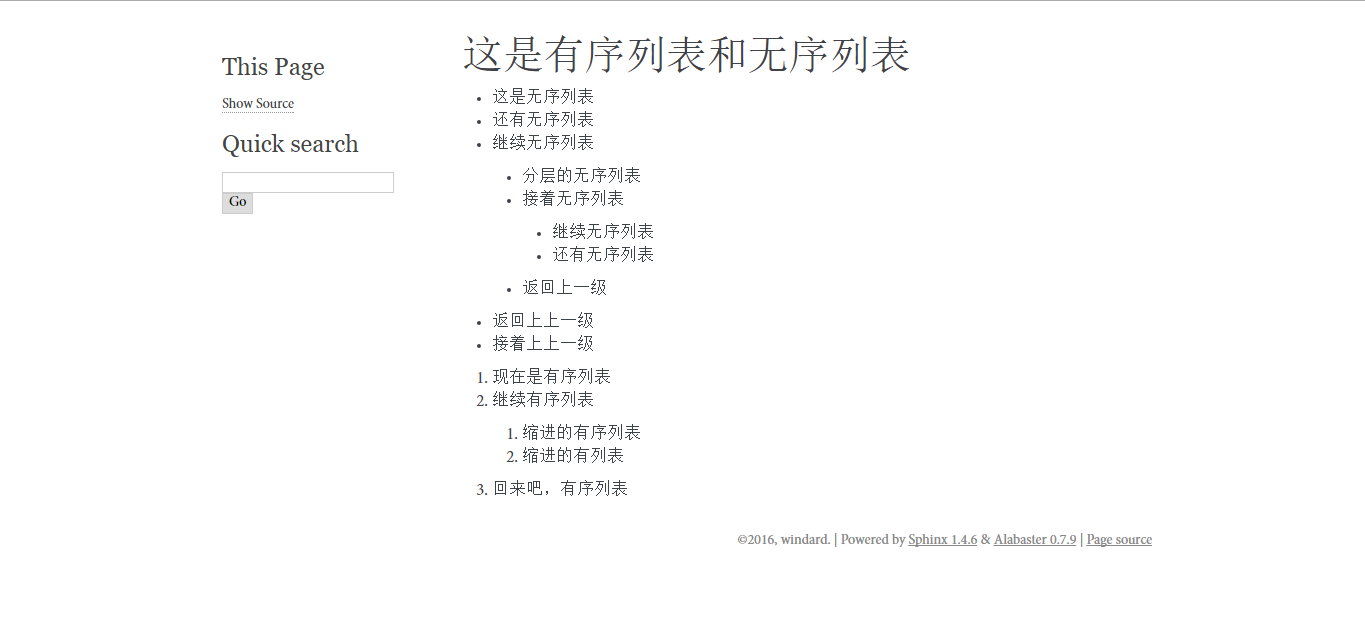 This Page
Show Source
Quick search
Go
这是有序列表和无序列表
• 这是无序列表
• 还有无序列表
• 继续无序列表
• 分层的无序列表
• 接着无序列表
• 继续无序列表
• 还有无序列表
• 返回上一级
• 返回上上一级
• 接着上上一级
1. 现在是有序列表
2. 继续有序列表
1. 缩进的有序列表
2. 缩进的有列表
3. 回来吧，有序列表
©2016, windard. | Powered by Sphinx 1.4.6 & Alabaster 0.7.9 | Page source